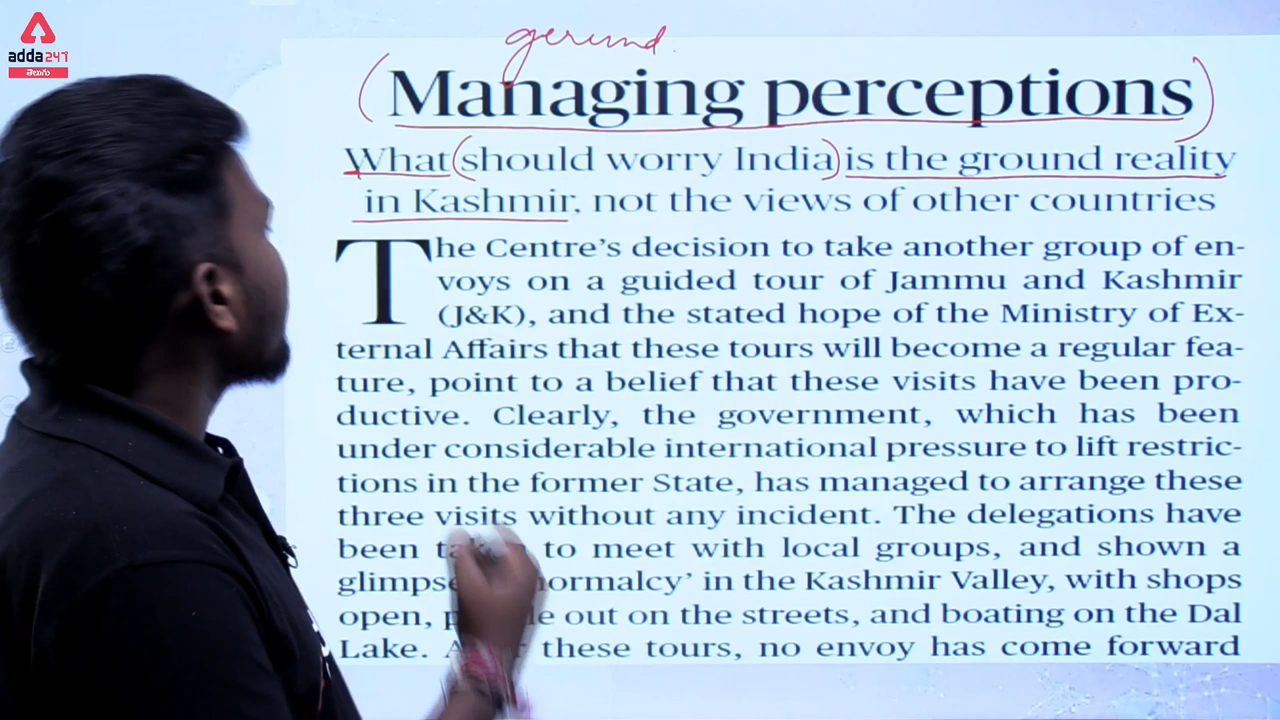 adda247
తెలుగు
gerund
Managing perceptions
What (should worry India) is the ground reality
in Kashmir, not the views of other countries
The Centre's decision to take another group of en-
voys on a guided tour of Jammu and Kashmir
(J&K), and the stated hope of the Ministry of Ex-
ternal Affairs that these tours will become a regular fea-
ture, point to a belief that these visits have been pro-
ductive. Clearly, the government, which has been
under considerable international pressure to lift restric-
tions in the former State, has managed to arrange these
three visits without any incident. The delegations have
been to meet with local groups, and shown a
glimpse normalcy' in the Kashmir Valley, with shops
open, out on the streets, and boating on the Dal
Lake. these tours, no envoy has come forward